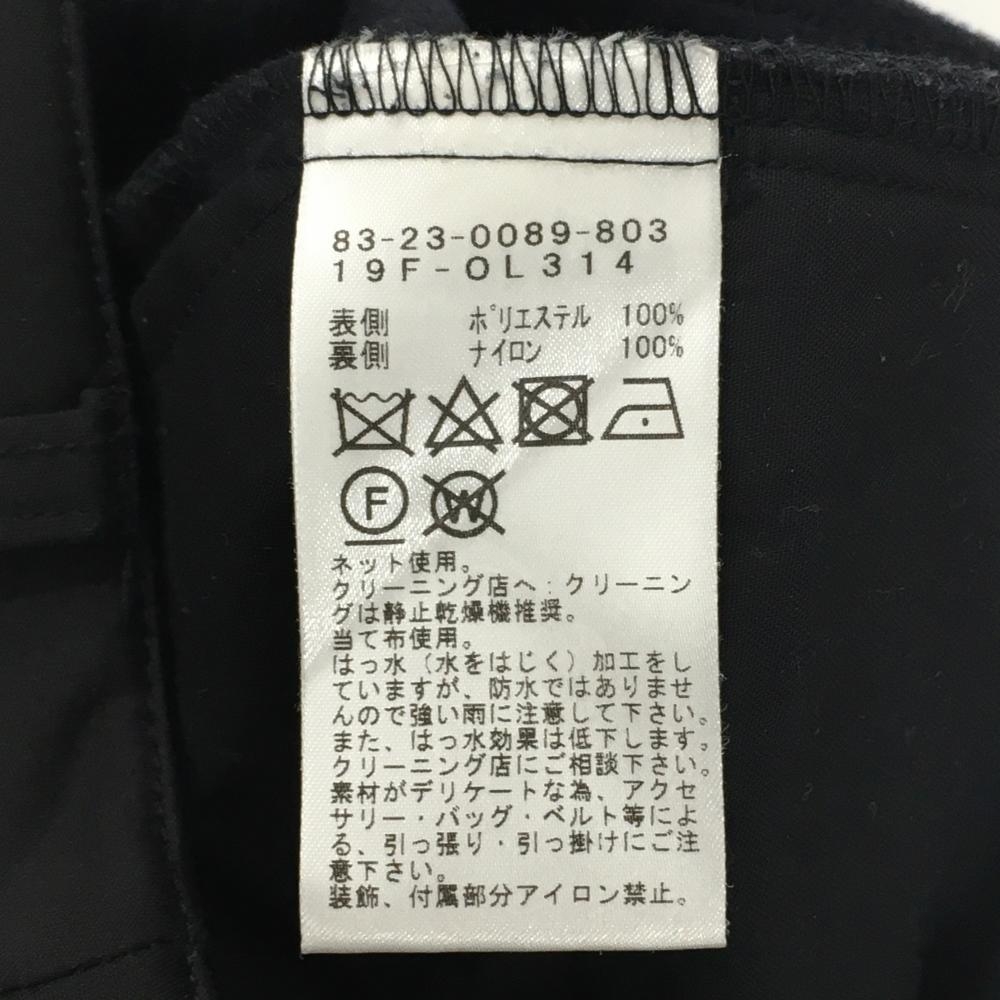 83-23-0089-803
19F-OL314
表側 ポリエステル 100%
裏側 ナイロン 100%
F W
ネット使用。
クリーニング店へ:クリーニン
グは静止乾燥機推奨。
当て布使用。
はっ水(水をはじく)加工をし
ていますが、防水ではありませ
んので強い雨に注意して下さい。
また、はっ水効果は低下します。
クリーニング店にご相談下さい。
素材がデリケートな為、アクセ
サリー・バッグ・ベルト等によ
る、引っ張り・引っ掛けにご注
意下さい。
装飾、付属部分アイロン禁止。